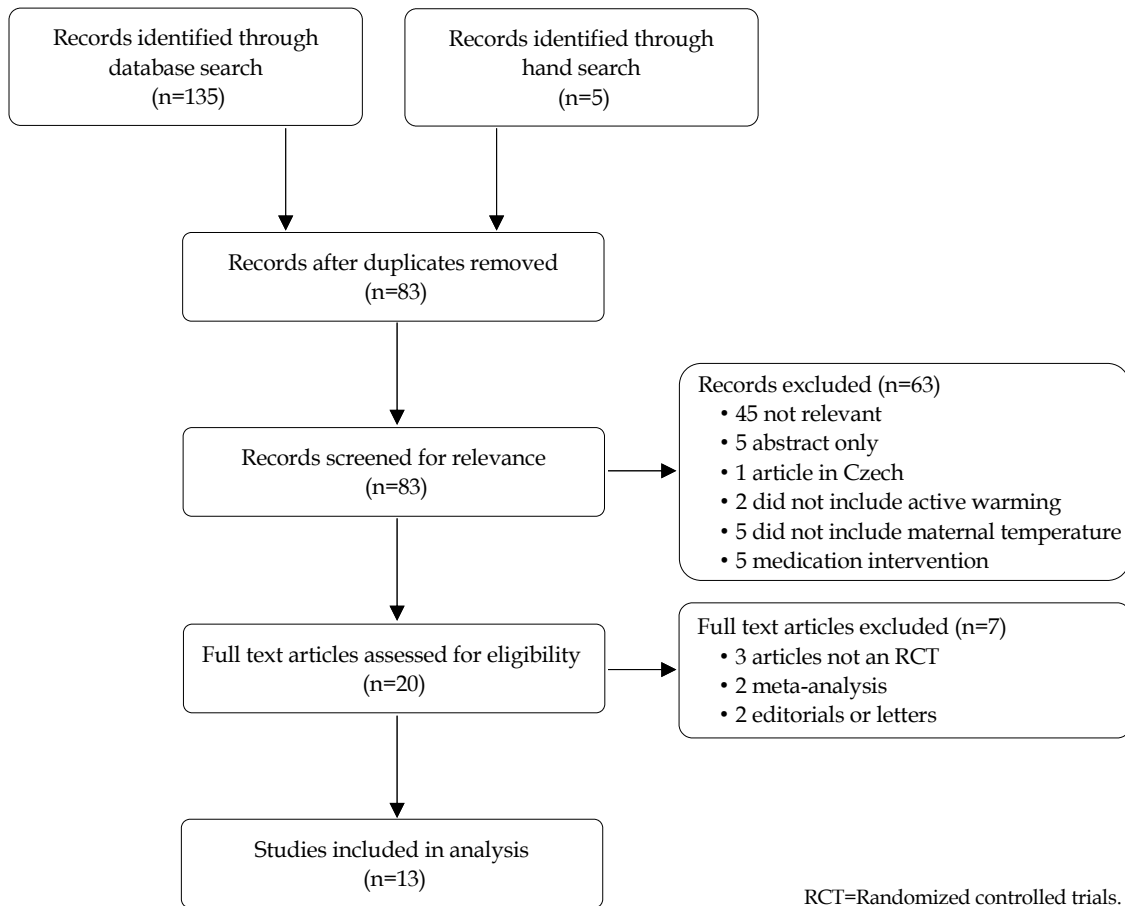 Records identified through
database search
(n=135)
Records identified through
hand search
(n=5)
Records after duplicates removed
(n=83)
Records screened for relevance
(n=83)
Records excluded (n=63)
• 45 not relevant
• 5 abstract only
• 1 article in Czech
• 2 did not include active warming
• 5 did not include maternal temperature
• 5 medication intervention
Full text articles assessed for eligibility
(n=20)
Full text articles excluded (n=7)
• 3 articles not an RCT
• 2 meta-analysis
• 2 editorials or letters
Studies included in analysis
(n=13)
RCT=Randomized controlled trials.